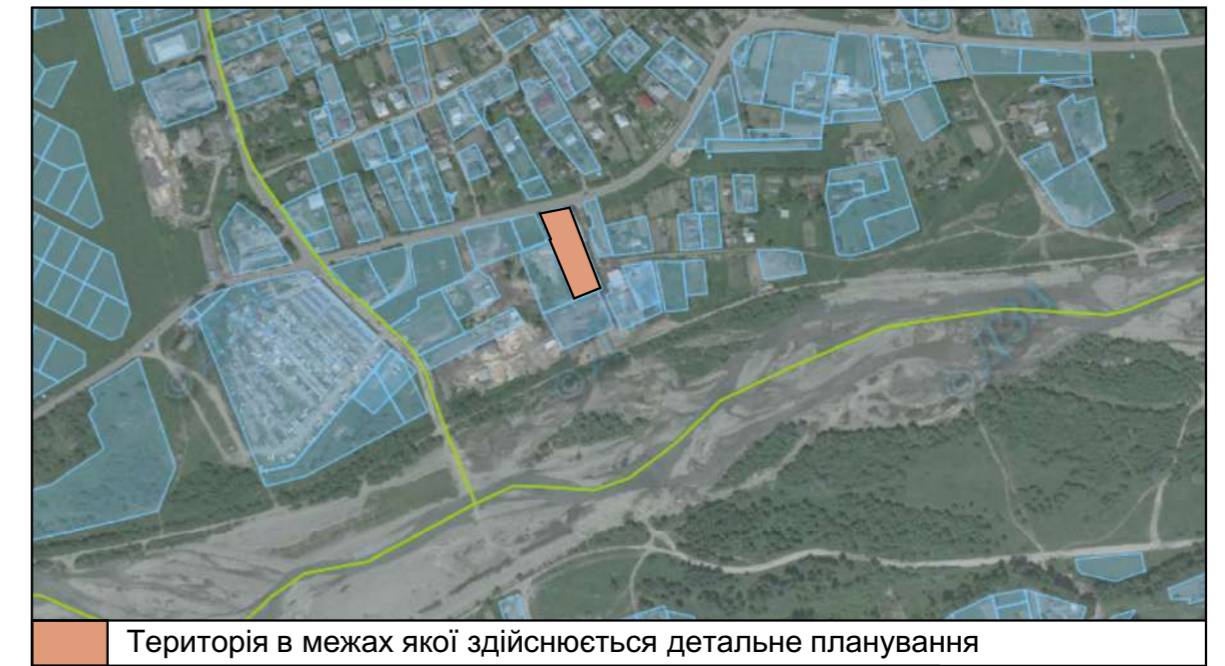 Територія в межах якої здійснюється детальне планування